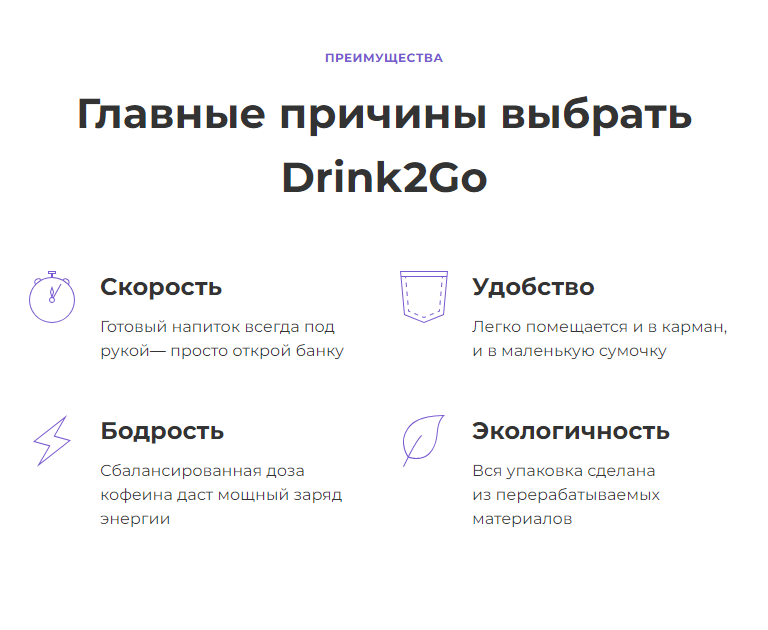 ПРЕИМУЩЕСТВА
Главные причины выбрать
Drink2Go
Скорость
Готовый напиток всегда под
рукой— просто открой банку
Удобство
Легко помещается и в карман,
и в маленькую сумочку
Бодрость
Сбалансированная доза
кофеина даст мощный заряд
энергии
Экологичность
Вся упаковка сделана
из перерабатываемых
материалов